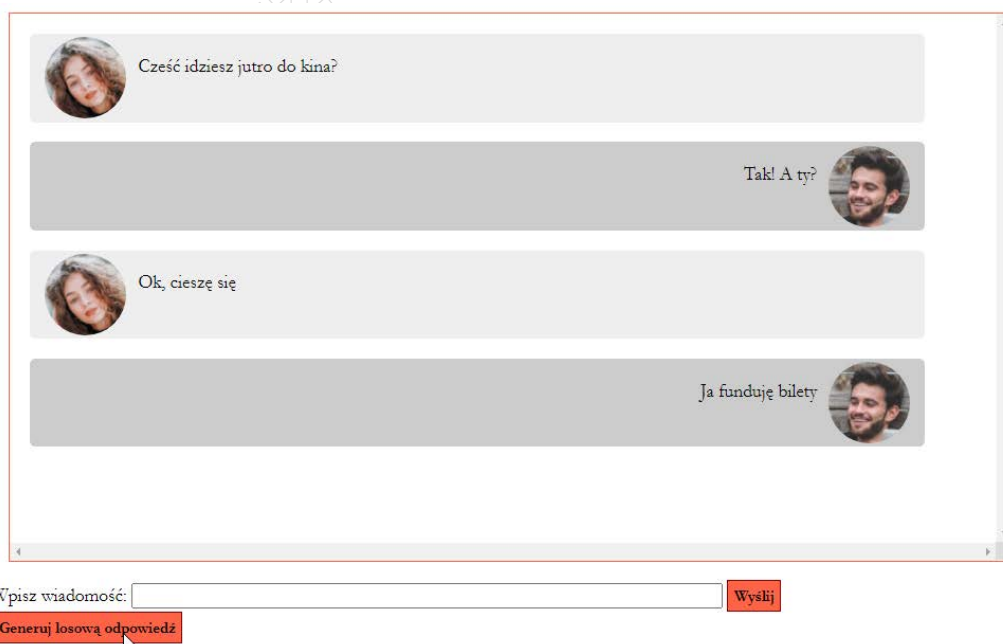 Cześć idziesz jutro do kina?
Tak! A ty?
Ok, cieszę się
Ja funduję bilety
Wpisz wiadomość:
Wyślij
Generuj losową odpowiedź